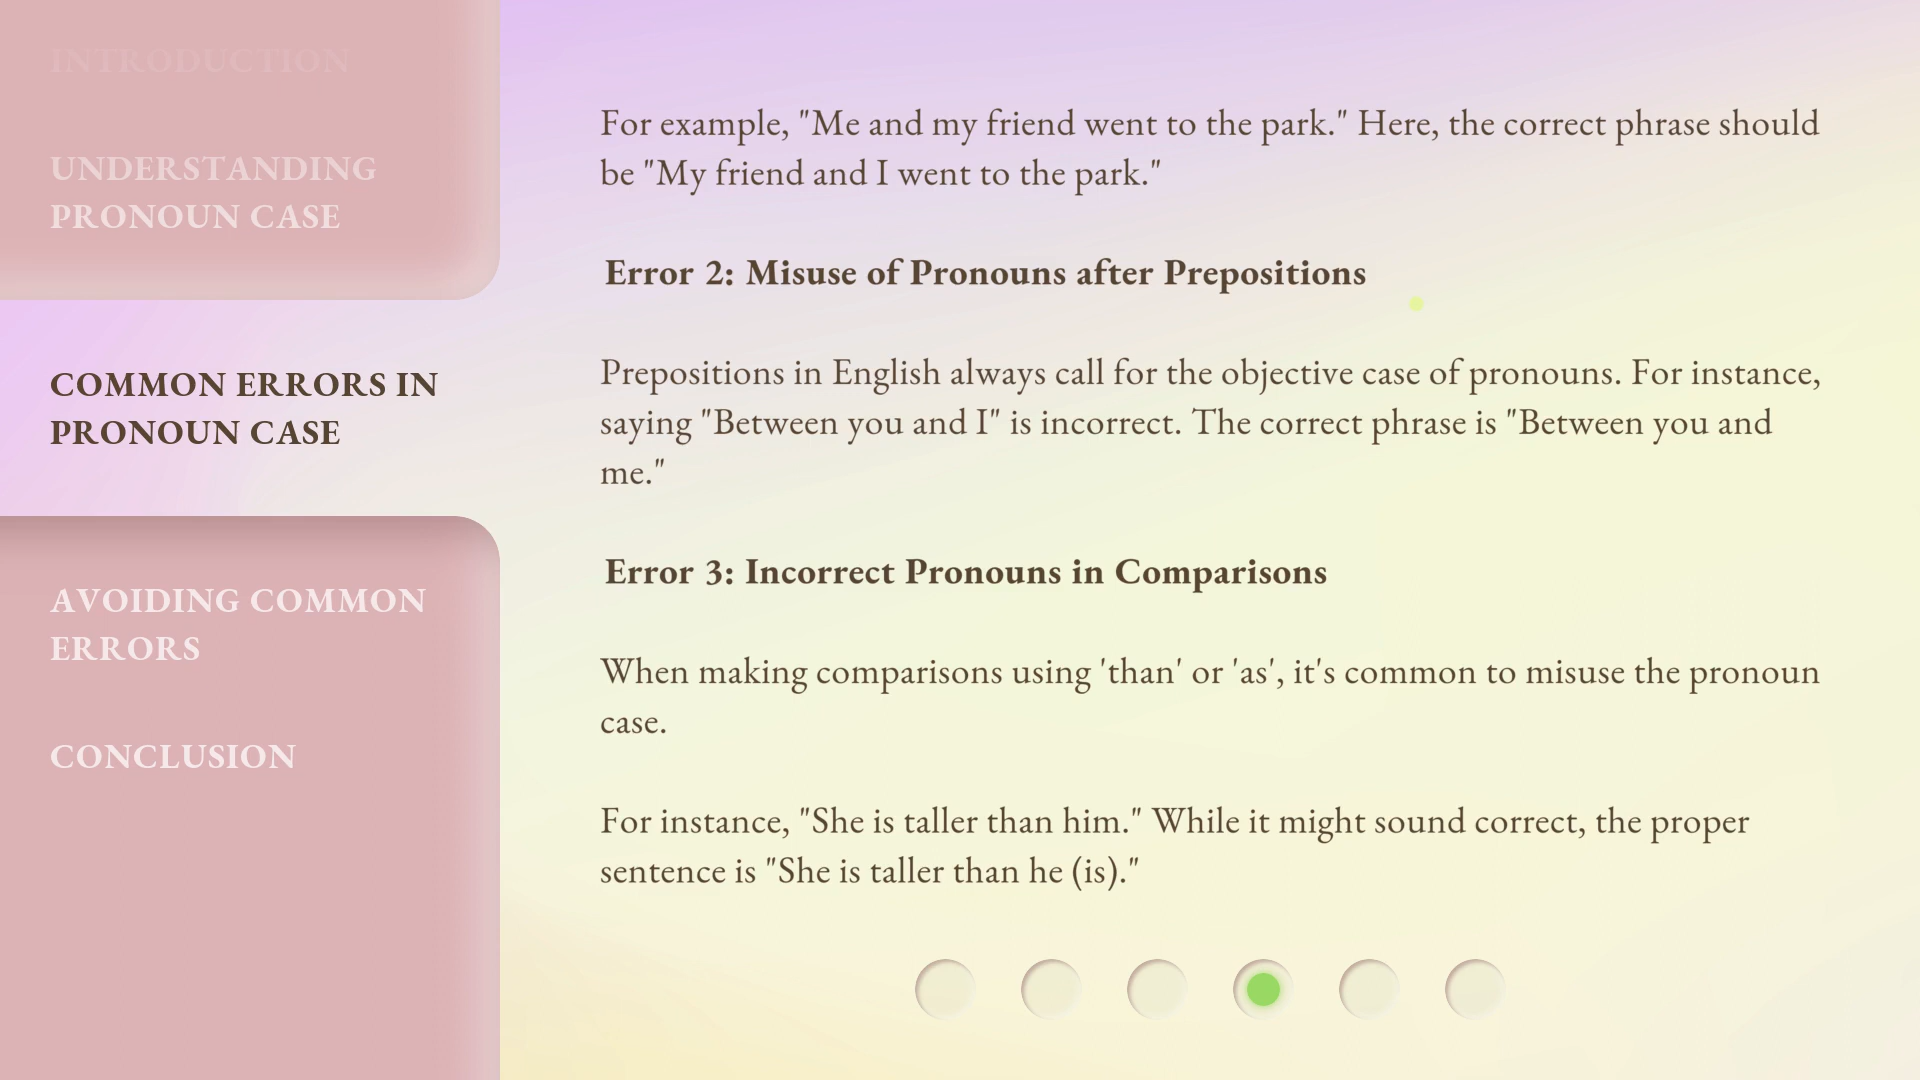 INTRODUCTION
UNDERSTANDING
PRONOUN CASE
COMMON ERRORS IN
PRONOUN CASE
AVOIDING COMMON
ERRORS
CONCLUSION
For example, "Me and my friend went to the park." Here, the correct phrase should
be "My friend and I went to the park."
Error 2: Misuse of Pronouns after Prepositions
Prepositions in English always call for the objective case of pronouns. For instance,
saying "Between you and I" is incorrect. The correct phrase is "Between you and
me."
Error 3: Incorrect Pronouns in Comparisons
When making comparisons using 'than' or 'as', it's common to misuse the pronoun
case.
For instance, "She is taller than him." While it might sound correct, the proper
sentence is "She is taller than he (is)."